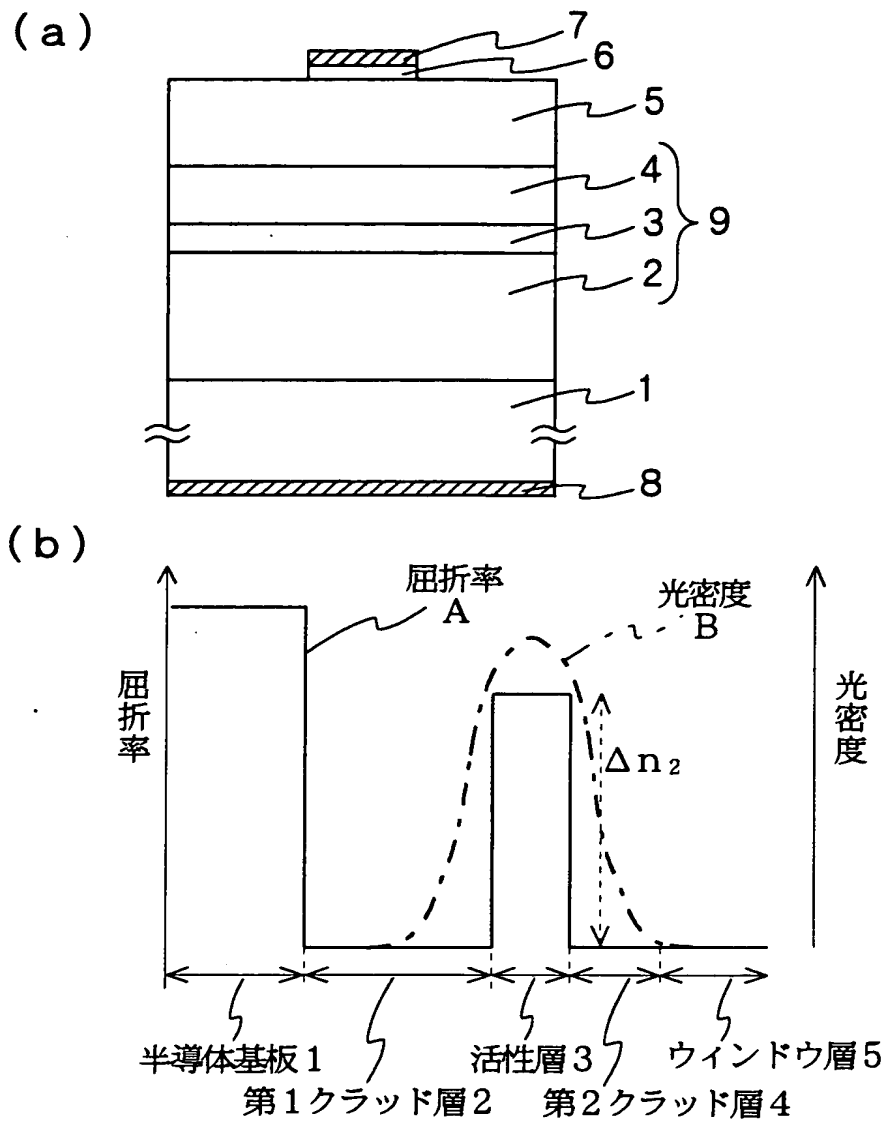 (a)
7
6
5
4
3
9
2
1
8
(b)
屈折率
A
光密度
B
屈折率
光密度
Δn₂
半導体基板1
活性層3
ウィンドウ層5
第1クラッド層2
第2クラッド層4